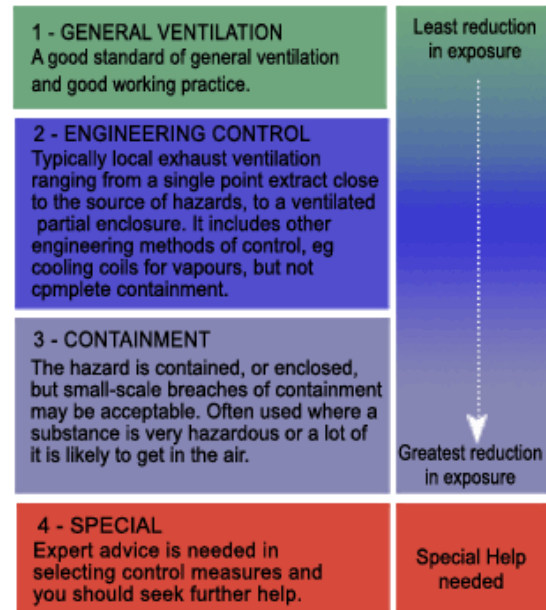 1 - GENERAL VENTILATION
A good standard of general ventilation
and good working practice.
Least reduction
in exposure
2 - ENGINEERING CONTROL
Typically local exhaust ventilation
ranging from a single point extract close
to the source of hazards, to a ventilated
partial enclosure. It includes other
engineering methods of control, eg
cooling coils for vapours, but not
cpmplete containment.
3 - CONTAINMENT
The hazard is contained, or enclosed,
but small-scale breaches of containment
may be acceptable. Often used where a
substance is very hazardous or a lot of
it is likely to get in the air.
Greatest reduction
in exposure
4 - SPECIAL
Expert advice is needed in
selecting control measures and
you should seek further help.
Special Help
needed